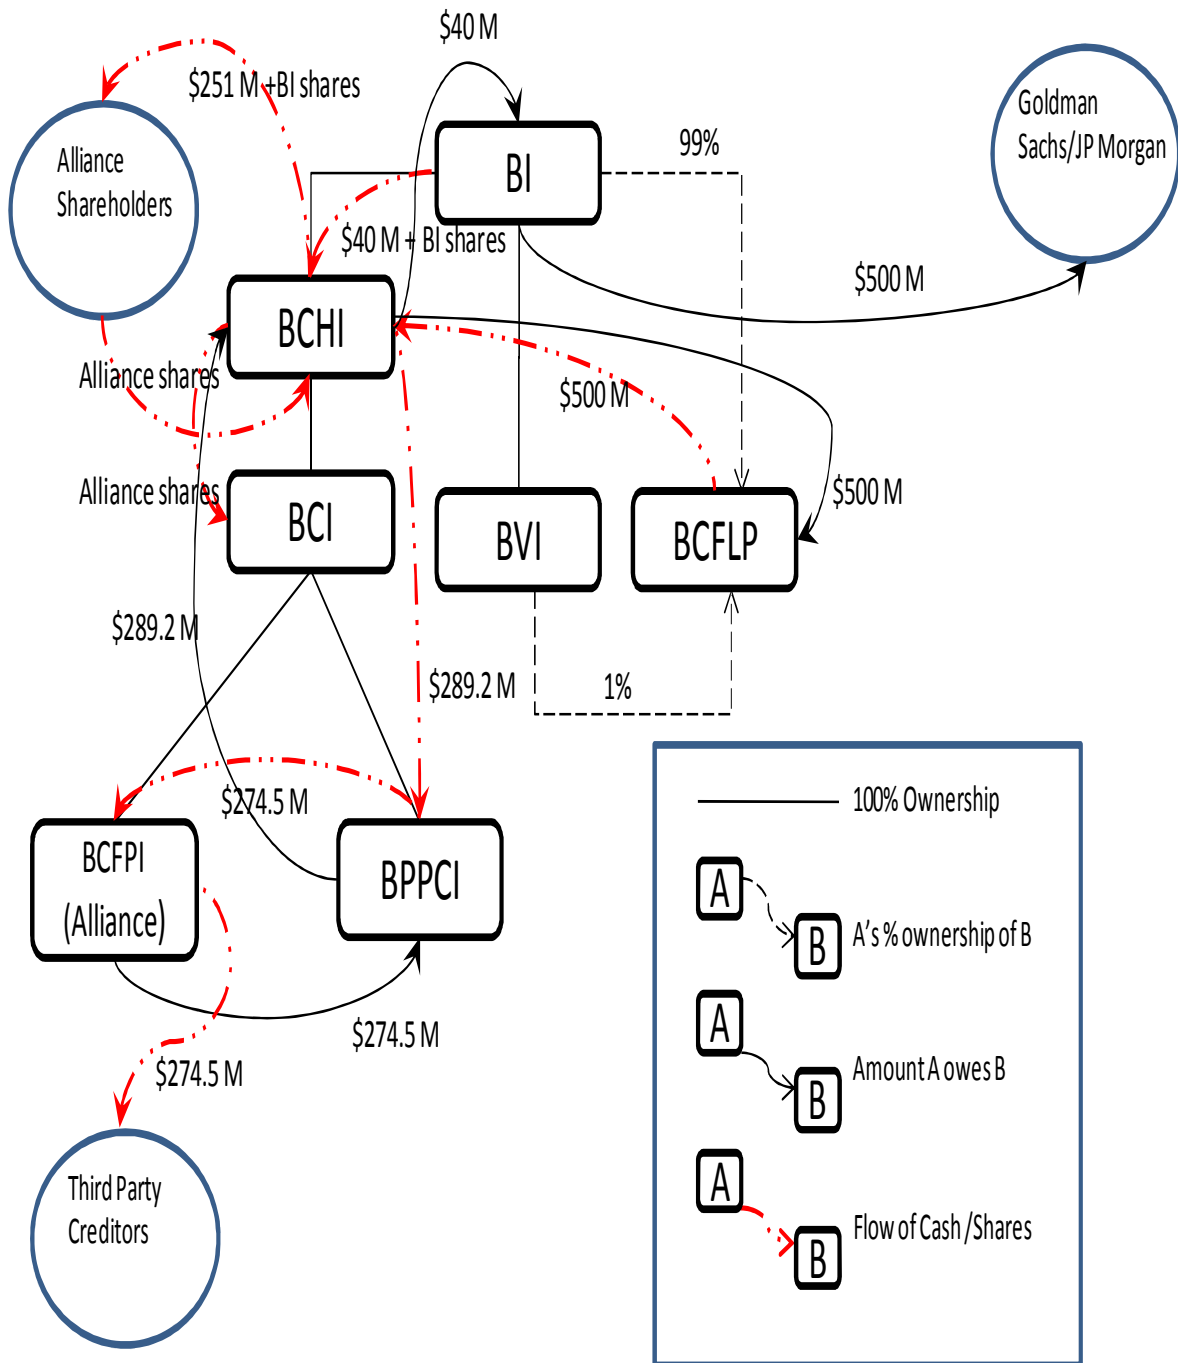 $40 M
$251 M +BI shares
Goldman
Sachs/JP Morgan
Alliance
Shareholders
BI
99%
$40 M + BI shares
$500 M
BCHI
Alliance shares
$500 M
Alliance shares
$500 M
BCI
BVI
BCFLP
$289.2 M
$289.2 M
1%
$274.5 M
BCFPI
(Alliance)
BPPCI
$274.5 M
$274.5 M
Third Party
Creditors
100% Ownership
A
B
A's % ownership of B
A
B
Amount A owes B
A
B
Flow of Cash /Shares